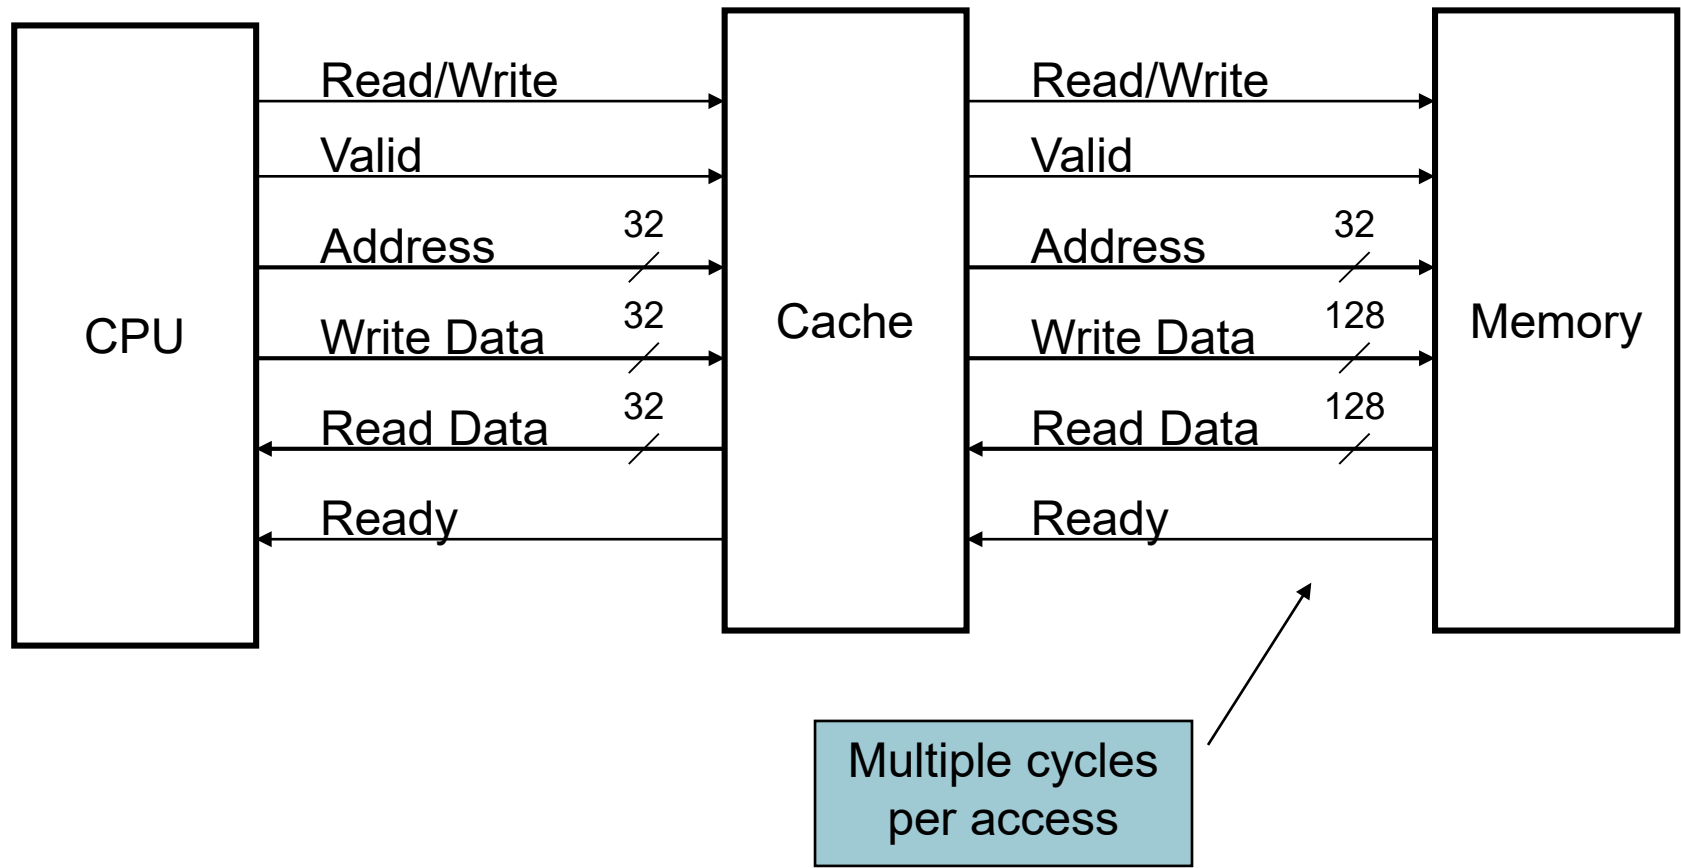 CPU
Read/Write
Valid
Address 32
Write Data 32
Read Data 32
Ready
Cache
Read/Write
Valid
Address 32
Write Data 128
Read Data 128
Ready
Memory
Multiple cycles
per access